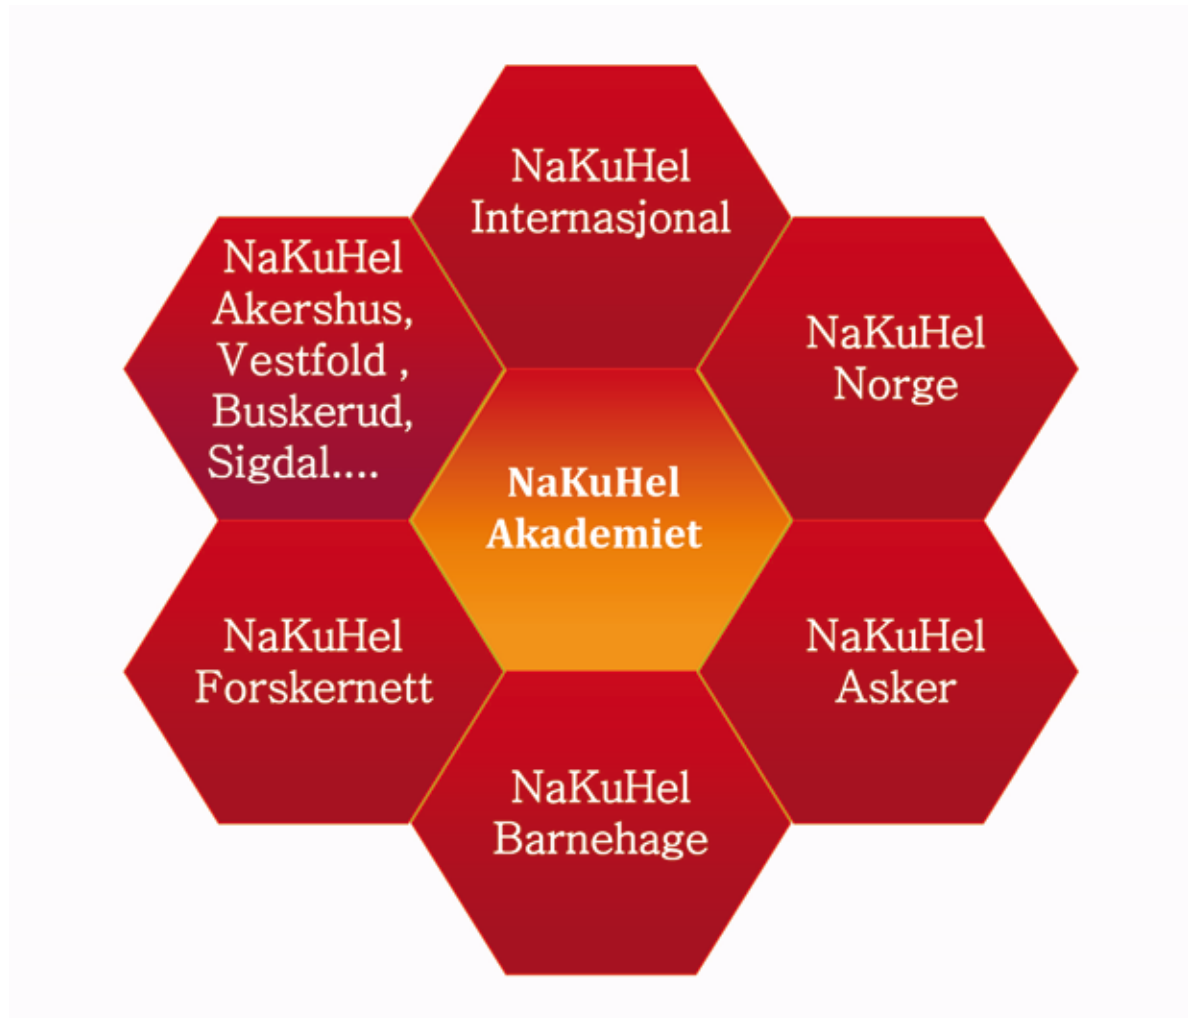 NaKuHel
Internasjonal
NaKuHel
Akershus,
Vestfold ,
Buskerud,
Sigdal....
NaKuHel
Norge
NaKuHel
Akademiet
NaKuHel
Forskernett
NaKuHel
Asker
NaKuHel
Barnehage